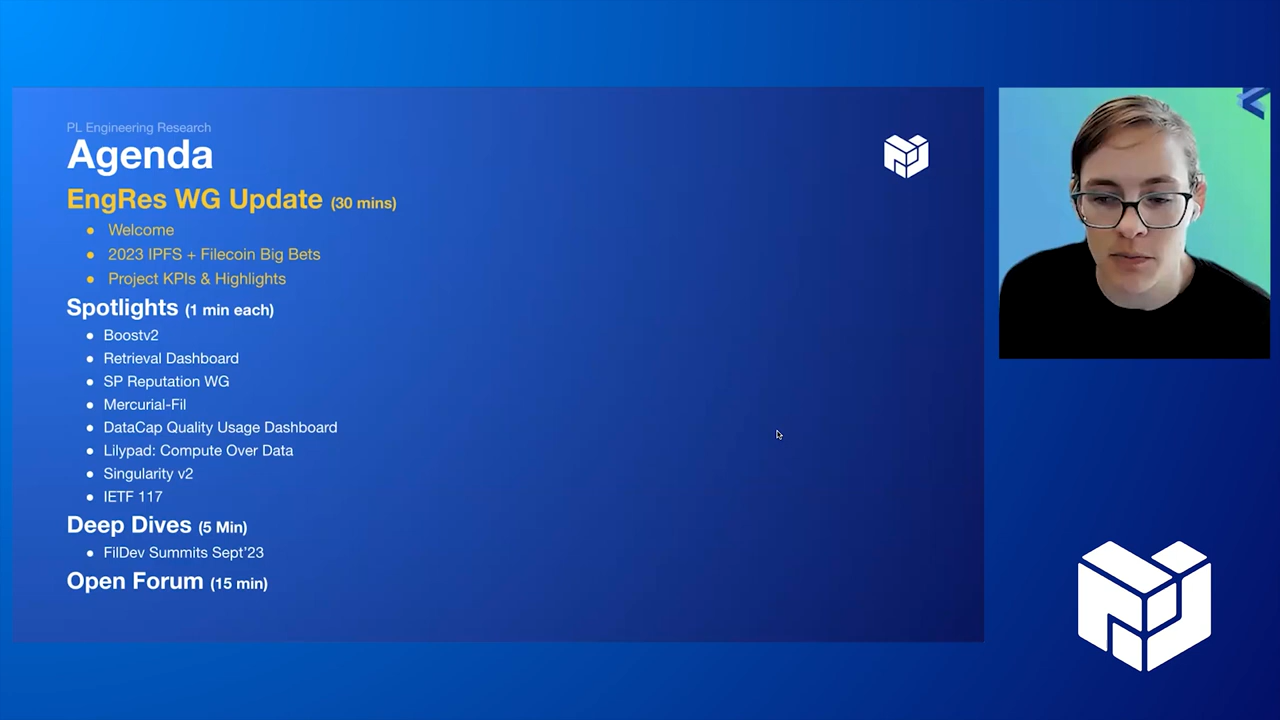 PL Engineering Research
Agenda
EngRes WG Update (30 mins)
● Welcome
● 2023 IPFS + Filecoin Big Bets
● Project KPIs & Highlights
Spotlights (1 min each)
● Boostv2
● Retrieval Dashboard
● SP Reputation WG
● Mercurial-Fil
● DataCap Quality Usage Dashboard
● Lilypad: Compute Over Data
● Singularity v2
● IETF 117
Deep Dives (5 Min)
● FilDev Summits Sept’23
Open Forum (15 min)